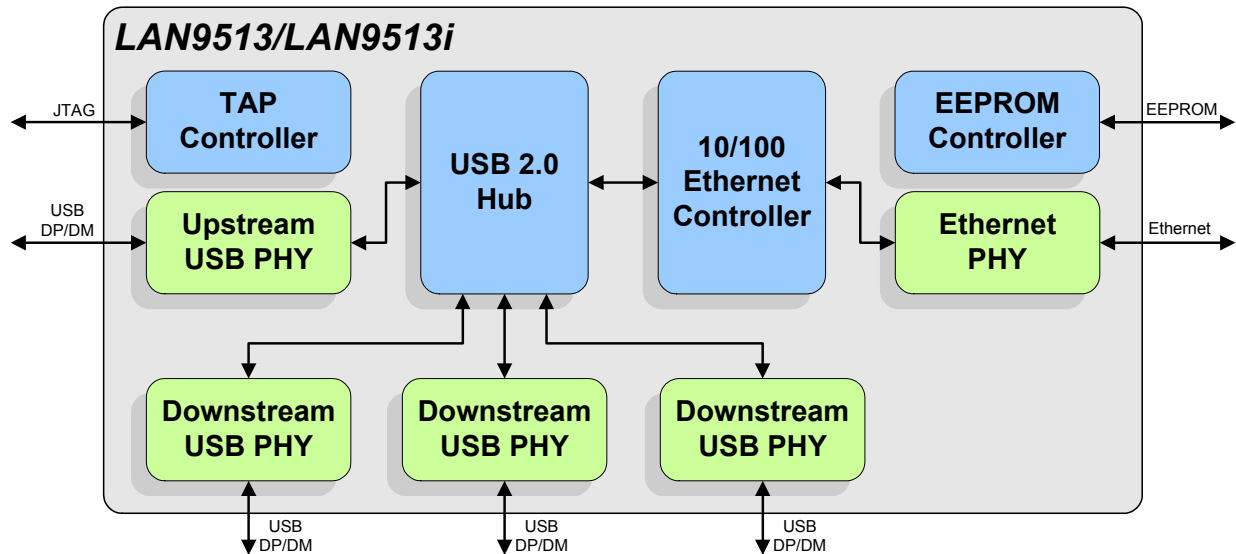 LAN9513/LAN9513i
JTAG
TAP
Controller
USB 2.0
Hub
10/100
Ethernet
Controller
EEPROM
Controller
EEPROM
USB
DP/DM
Upstream
USB PHY
Ethernet
PHY
Ethernet
Downstream
USB PHY
Downstream
USB PHY
Downstream
USB PHY
USB
DP/DM
USB
DP/DM
USB
DP/DM